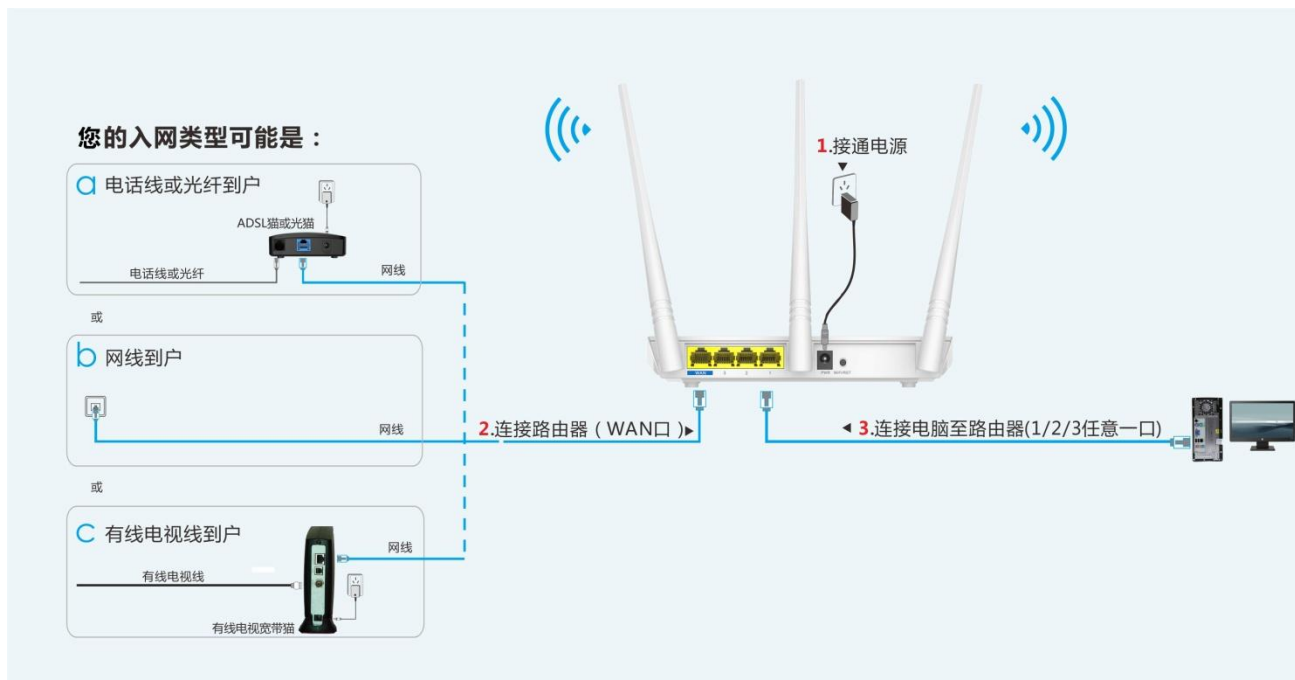 您的入网类型可能是：
a 电话线或光纤到户
ADSL猫或光猫
电话线或光纤
网线
或
b 网线到户
网线
或
c 有线电视线到户
网线
有线电视线
有线电视宽带猫
1.接通电源
WAN 3 2 1
2.连接路由器（WAN口）
3.连接电脑至路由器(1/2/3任意一口)